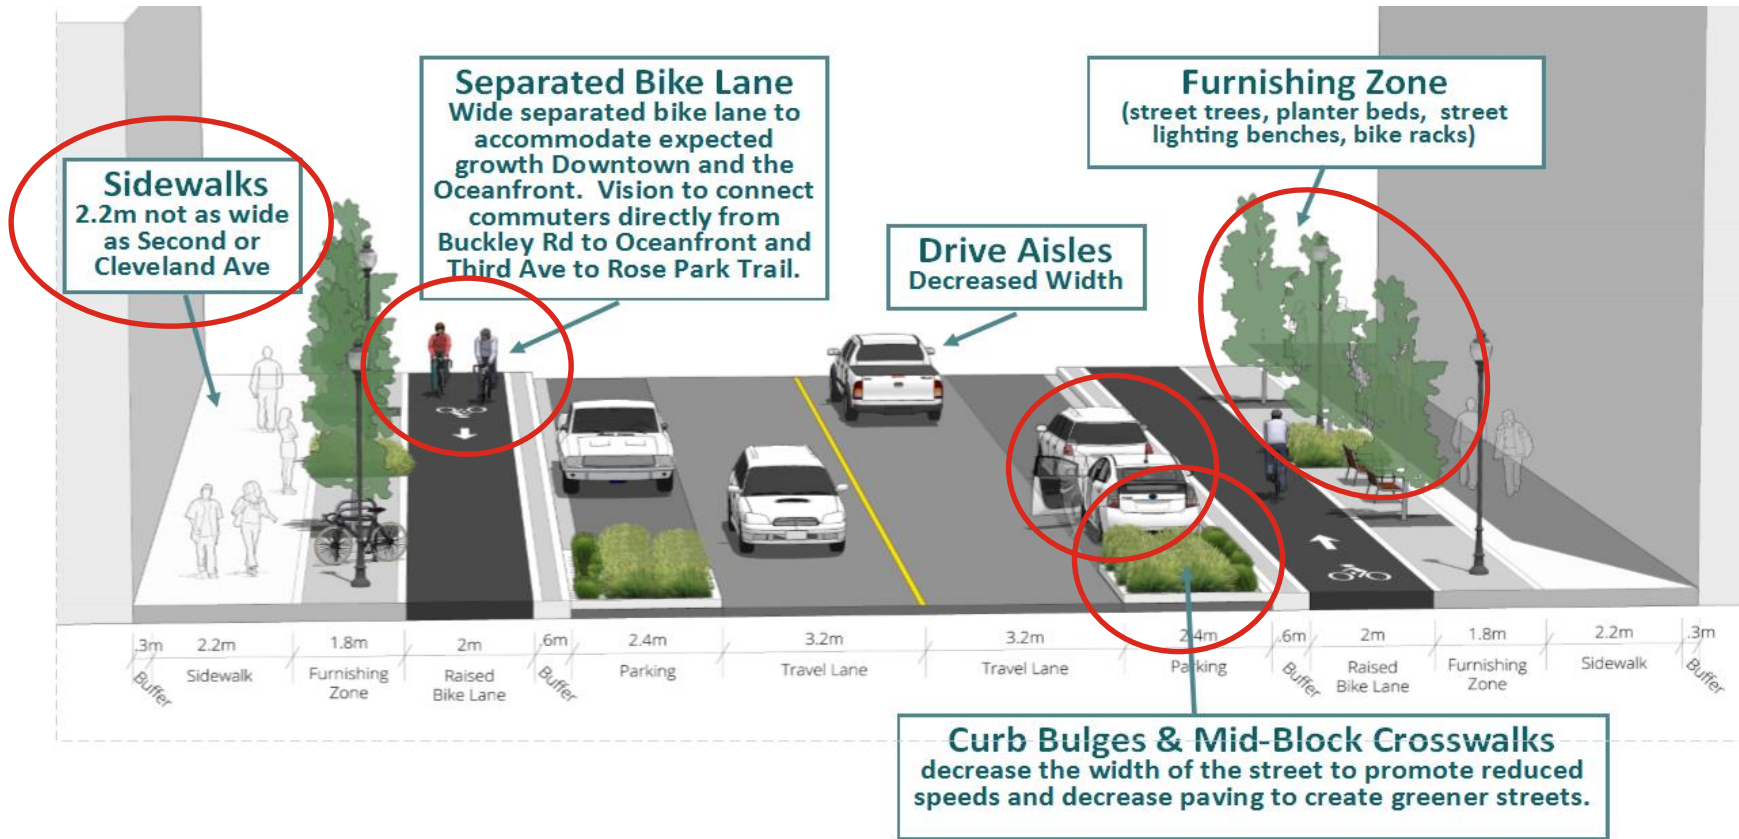 Separated Bike Lane
Wide separated bike lane to
accommodate expected
growth Downtown and the
Oceanfront. Vision to connect
commuters directly from
Buckley Rd to Oceanfront and
Third Ave to Rose Park Trail.
Furnishing Zone
(street trees, planter beds, street
lighting benches, bike racks)
Sidewalks
2.2m not as wide
as Second or
Cleveland Ave
Drive Aisles
Decreased Width
.3m
2.2m
1.8m
2m
.6m
2.4m
3.2m
3.2m
2.4m
.6m
2m
1.8m
2.2m
.3m
Buffer
Sidewalk
Furnishing
Zone
Raised
Bike Lane
Buffer
Parking
Travel Lane
Travel Lane
Parking
Buffer
Raised
Bike Lane
Furnishing
Zone
Sidewalk
Buffer
Curb Bulges & Mid-Block Crosswalks
decrease the width of the street to promote reduced
speeds and decrease paving to create greener streets.